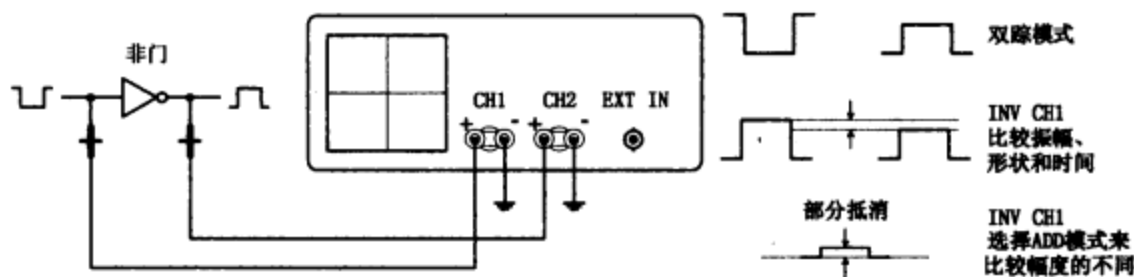 非门
CH1
CH2
EXT IN
+
-
+
-
双踪模式
INV CH1
比较振幅、
形状和时间
部分抵消
INV CH1
选择ADD模式来
比较幅度的不同